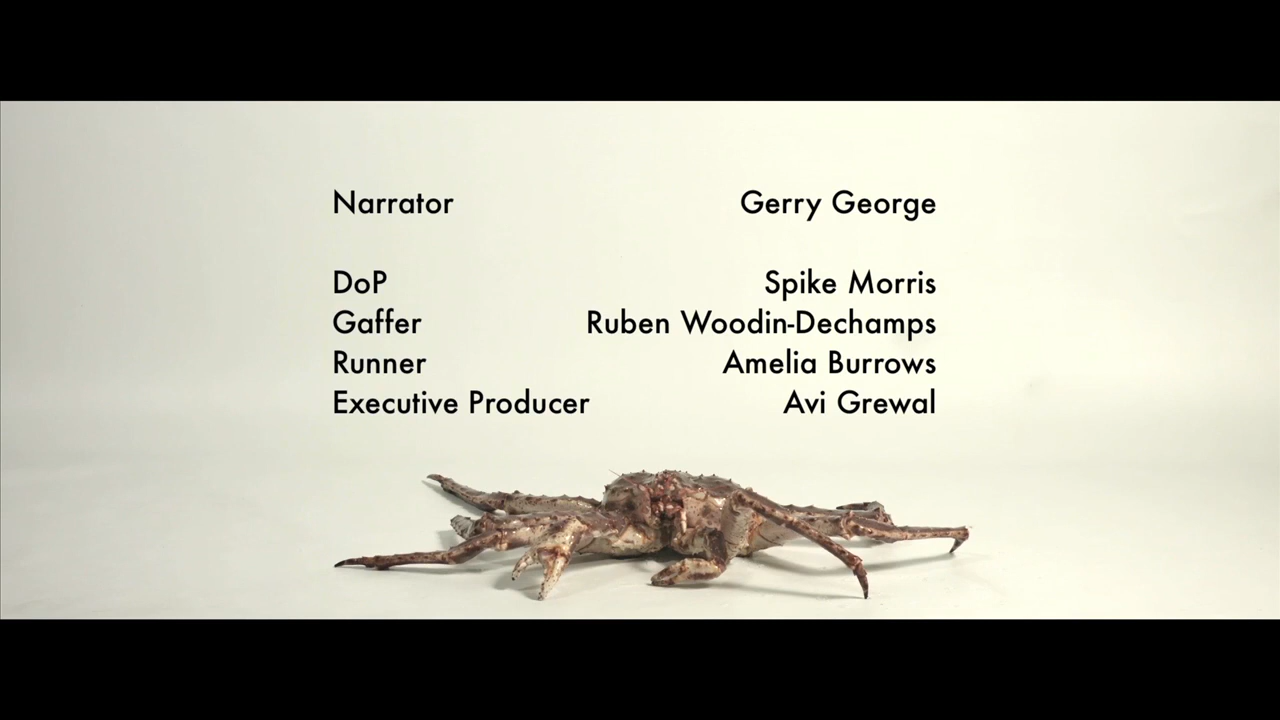 Narrator Gerry George
DoP Spike Morris
Gaffer Ruben Woodin-Dechamps
Runner Amelia Burrows
Executive Producer Avi Grewal